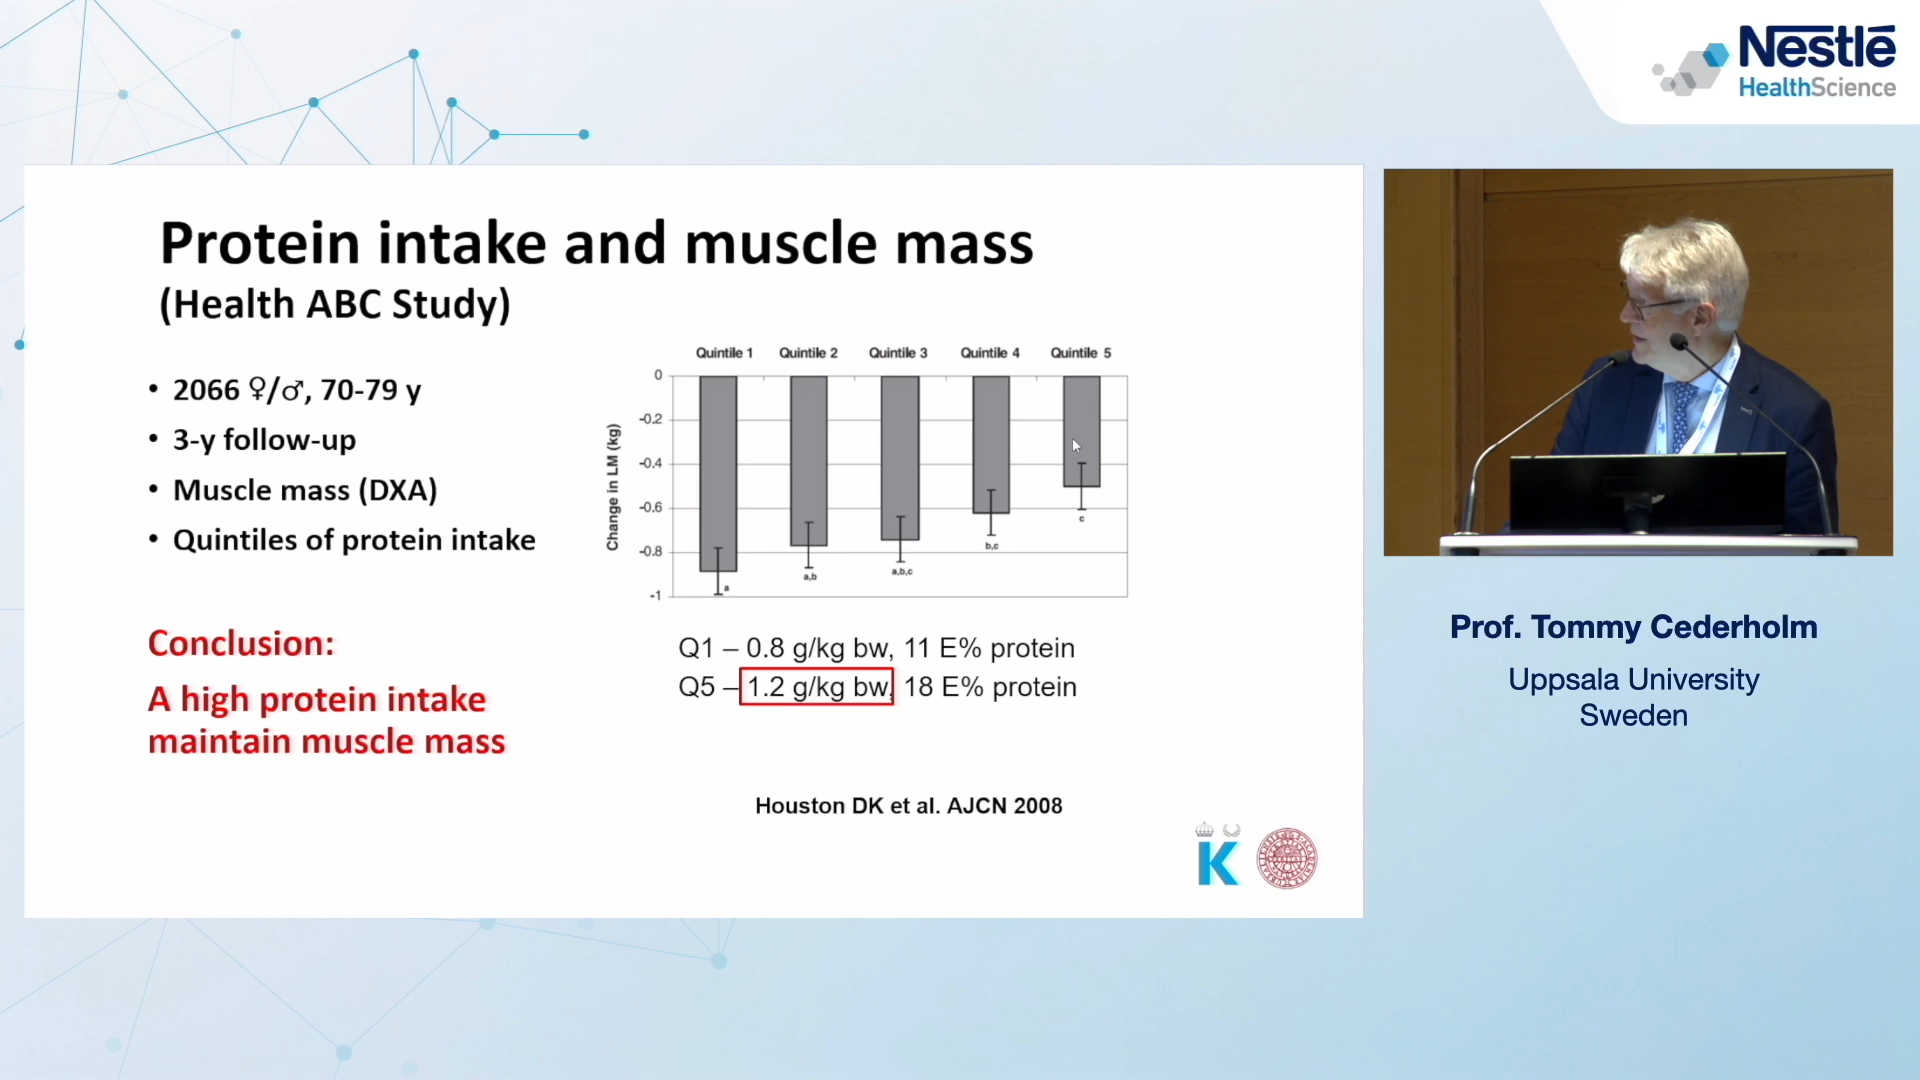 Nestlé
HealthScience
Protein intake and muscle mass
(Health ABC Study)
• 2066 ♀/♂, 70-79 y
• 3-y follow-up
• Muscle mass (DXA)
• Quintiles of protein intake
Conclusion:
A high protein intake
maintain muscle mass
Quintile 1 Quintile 2 Quintile 3 Quintile 4 Quintile 5
Change in LM (kg)
0
-0.2
-0.4
-0.6
-0.8
-1
a
a,b
a,b,c
b,c
c
Q1 – 0.8 g/kg bw, 11 E% protein
Q5 – 1.2 g/kg bw, 18 E% protein
Houston DK et al. AJCN 2008
K
Prof. Tommy Cederholm
Uppsala University
Sweden